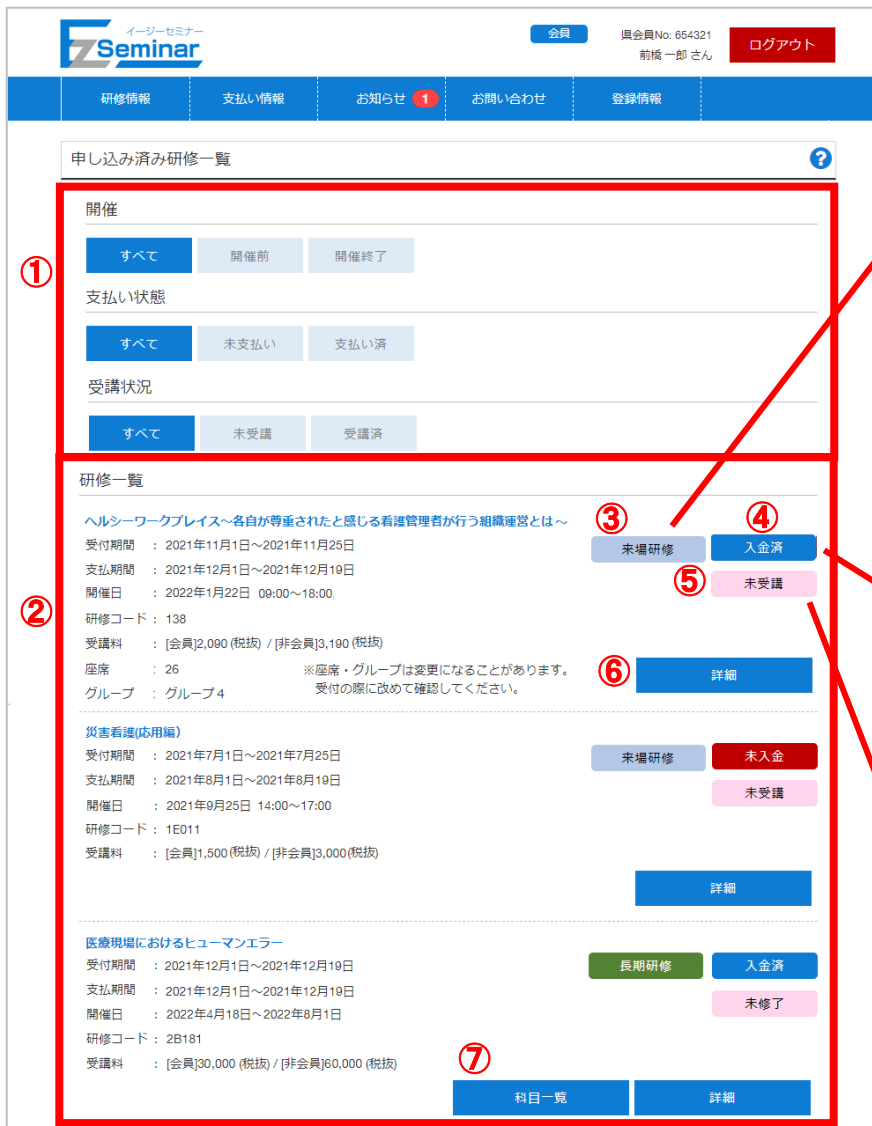 イージーセミナー
EzSeminar
会員
県会員No: 654321
前橋 一郎 さん
ログアウト
研修情報
支払い情報
お知らせ 1
お問い合わせ
登録情報
申し込み済み研修一覧
?
①
開催
すべて
開催前
開催終了
支払い状態
すべて
未支払い
支払い済
受講状況
すべて
未受講
受講済
②
研修一覧
ヘルシーワークプレイス～各自が尊重されたと感じる看護管理者が行う組織運営とは～
③
来場研修
④
入金済
⑤
未受講
受付期間 : 2021年11月1日～2021年11月25日
支払期間 : 2021年12月1日～2021年12月19日
開催日 : 2022年1月22日 09:00～18:00
研修コード : 138
受講料 : [会員]2,090 (税抜) / [非会員]3,190 (税抜)
座席 : 26
グループ : グループ4
※座席・グループは変更になることがあります。
受付の際に改めて確認してください。
⑥
詳細
災害看護(応用編)
受付期間 : 2021年7月1日～2021年7月25日
支払期間 : 2021年8月1日～2021年8月19日
開催日 : 2021年9月25日 14:00～17:00
研修コード : 1E011
受講料 : [会員]1,500 (税抜) / [非会員]3,000 (税抜)
来場研修
未入金
未受講
詳細
医療現場におけるヒューマンエラー
受付期間 : 2021年12月1日～2021年12月19日
支払期間 : 2021年12月1日～2021年12月19日
開催日 : 2022年4月18日～2022年8月1日
研修コード : 2B181
受講料 : [会員]30,000 (税抜) / [非会員]60,000 (税抜)
長期研修
入金済
未修了
⑦
科目一覧
詳細